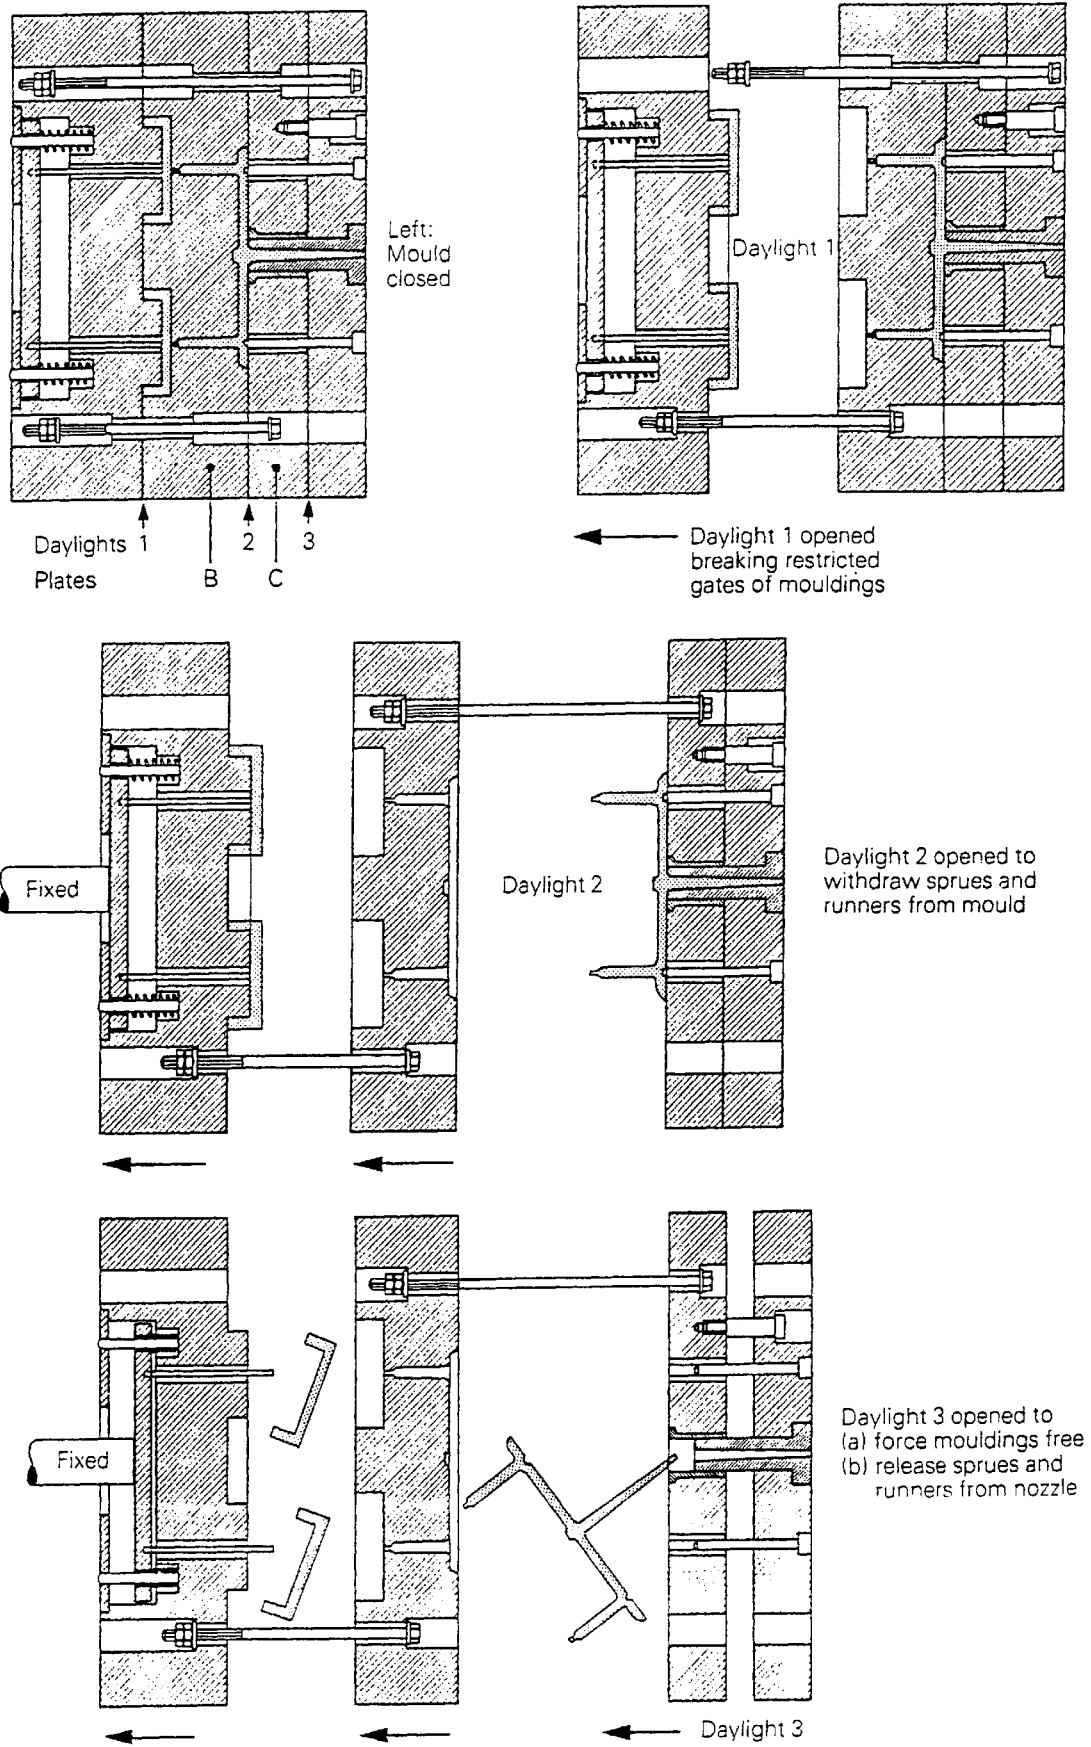 Left:
Mould
closed
Daylight 1
Daylights 1 2 3
Plates B C
Daylight 1 opened
breaking restricted
gates of mouldings
Fixed
Daylight 2
Daylight 2 opened to
withdraw sprues and
runners from mould
Fixed
Daylight 3 opened to
(a) force mouldings free
(b) release sprues and
runners from nozzle
Daylight 3